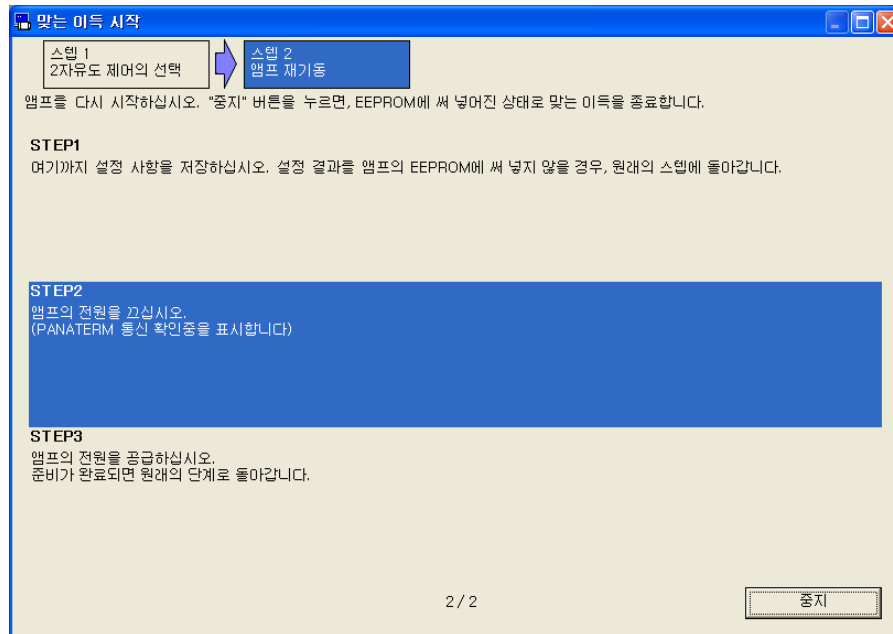 맞는 이득 시작
스텝 1
2자유도 제어의 선택
스텝 2
앰프 재기동
앰프를 다시 시작하십시오. "중지" 버튼을 누르면, EEPROM에 써 넣어진 상태로 맞는 이득을 종료합니다.
STEP1
여기까지 설정 사항을 저장하십시오. 설정 결과를 앰프의 EEPROM에 써 넣지 않을 경우, 원래의 스텝에 돌아갑니다.
STEP2
앰프의 전원을 끄십시오.
(PANATERM 통신 확인중을 표시합니다)
STEP3
앰프의 전원을 공급하십시오.
준비가 완료되면 원래의 단계로 돌아갑니다.
2/2
중지